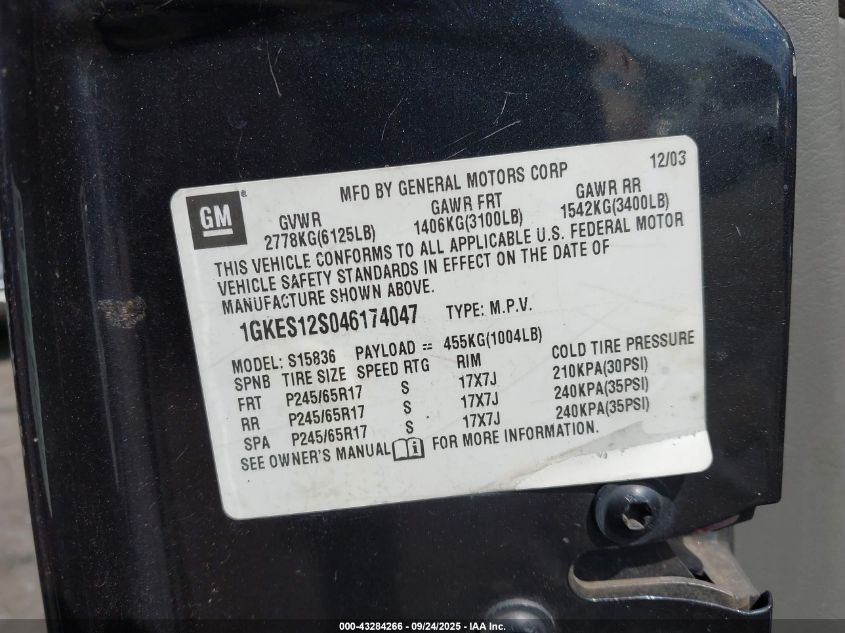 MFD BY GENERAL MOTORS CORP 12/03
GM®
GVWR GAWR FRT GAWR RR
2778KG(6125LB) 1406KG(3100LB) 1542KG(3400LB)
THIS VEHICLE CONFORMS TO ALL APPLICABLE U.S. FEDERAL MOTOR
VEHICLE SAFETY STANDARDS IN EFFECT ON THE DATE OF
MANUFACTURE SHOWN ABOVE.
1GKES12S046174047 TYPE: M.P.V.
MODEL: S15836 PAYLOAD = 455KG(1004LB)
SPNB TIRE SIZE SPEED RTG RIM COLD TIRE PRESSURE
FRT P245/65R17 S 17X7J 210KPA(30PSI)
RR P245/65R17 S 17X7J 240KPA(35PSI)
SPA P245/65R17 S 17X7J 240KPA(35PSI)
SEE OWNER'S MANUAL FOR MORE INFORMATION.
000-43284266 - 09/24/2025 - IAA Inc.